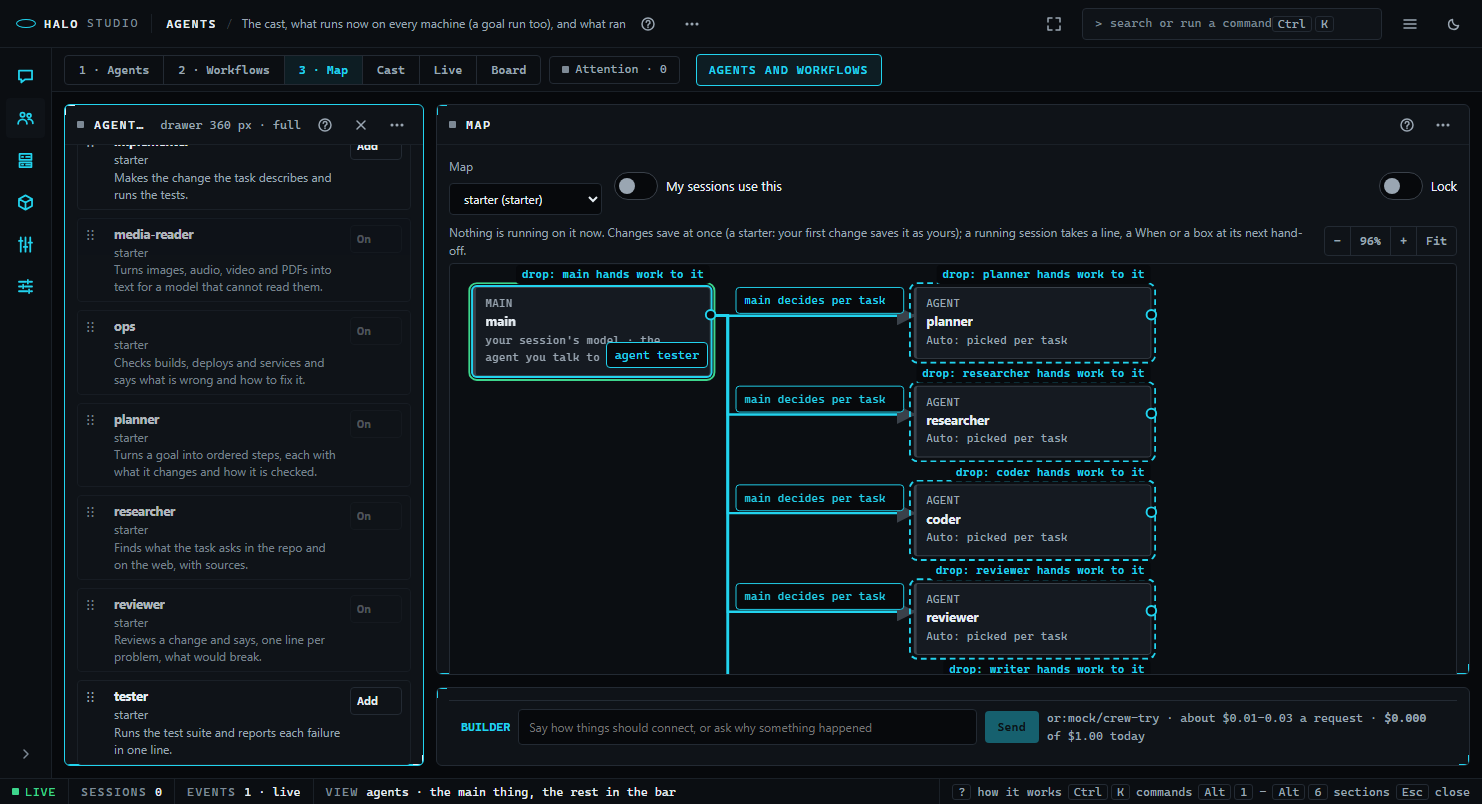 HALO STUDIO AGENTS / The cast, what runs now on every machine (a goal run too), and what ran ? ...
> search or run a command Ctrl K
1 · Agents 2 · Workflows 3 · Map Cast Live Board Attention · 0 AGENTS AND WORKFLOWS
AGENT… drawer 360 px · full ? ...
Add
starter
Makes the change the task describes and
runs the tests.
media-reader On
starter
Turns images, audio, video and PDFs into
text for a model that cannot read them.
ops On
starter
Checks builds, deploys and services and
says what is wrong and how to fix it.
planner On
starter
Turns a goal into ordered steps, each with
what it changes and how it is checked.
researcher On
starter
Finds what the task asks in the repo and
on the web, with sources.
reviewer On
starter
Reviews a change and says, one line per
problem, what would break.
tester Add
starter
Runs the test suite and reports each failure
in one line.
MAP ? ...
Map
starter (starter) My sessions use this Lock
Nothing is running on it now. Changes save at once (a starter: your first change saves it as yours); a running session takes a line, a When or a box at its next hand-
off.
− 96% + Fit
drop: main hands work to it
MAIN
main
your session's model · the
agent you talk to
agent tester
main decides per task
drop: planner hands work to it
AGENT
planner
Auto: picked per task
main decides per task
drop: researcher hands work to it
AGENT
researcher
Auto: picked per task
main decides per task
drop: coder hands work to it
AGENT
coder
Auto: picked per task
main decides per task
drop: reviewer hands work to it
AGENT
reviewer
Auto: picked per task
drop: writer hands work to it
BUILDER Say how things should connect, or ask why something happened Send
or:mock/crew-try · about $0.01–0.03 a request · $0.000
of $1.00 today
LIVE SESSIONS 0 EVENTS 1 · live VIEW agents · the main thing, the rest in the bar
? how it works Ctrl K commands Alt 1 – Alt 6 sections Esc close